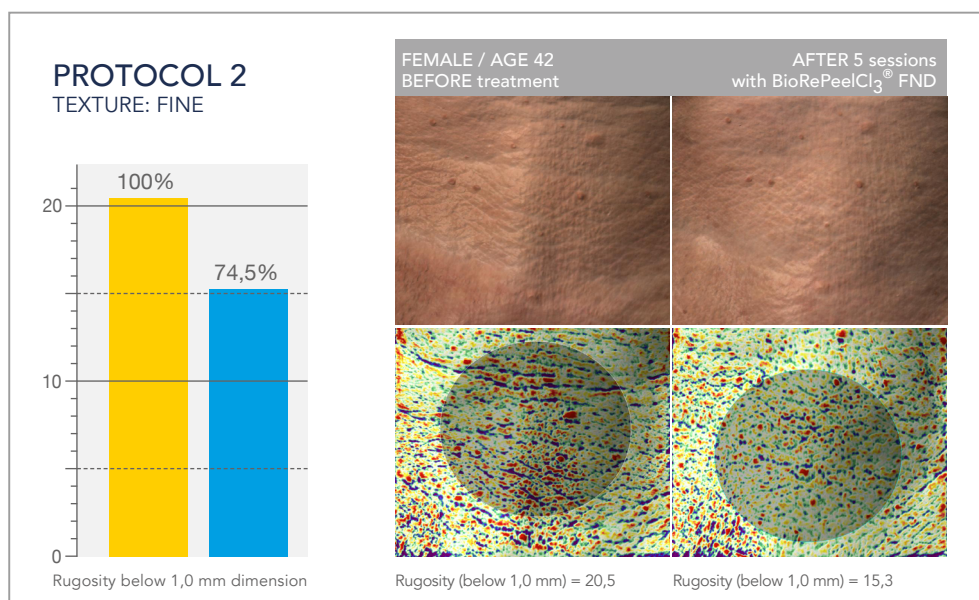 PROTOCOL 2
TEXTURE: FINE
100%
74,5%
20
10
0
Rugosity below 1,0 mm dimension
FEMALE / AGE 42
BEFORE treatment
AFTER 5 sessions
with BioRePeelCl3® FND
Rugosity (below 1,0 mm) = 20,5
Rugosity (below 1,0 mm) = 15,3